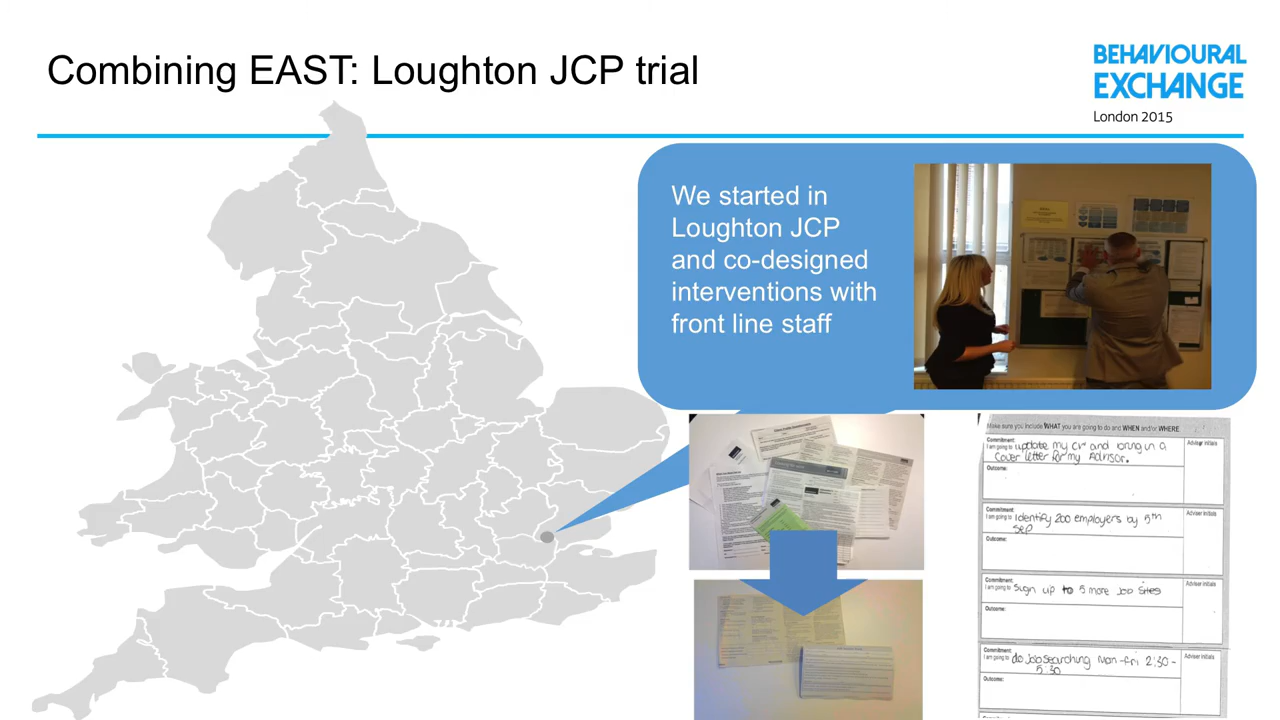 Combining EAST: Loughton JCP trial
BEHAVIOURAL
EXCHANGE
London 2015
We started in
Loughton JCP
and co-designed
interventions with
front line staff
Make sure you include WHAT you are going to do and WHEN and/or WHERE
Commitment:
I am going to update my CV and bring in a
Cover letter for my Advisor.
Adviser Initials
Outcome:
Commitment:
I am going to identify 200 employers by 5th
Sep
Adviser Initials
Outcome:
Commitment:
I am going to Sign up to 5 more Job Sites
Adviser Initials
Outcome:
Commitment:
I am going to do Job Searching Mon-Fri 2:30-
5:30
Adviser Initials
Outcome:
Commitment: